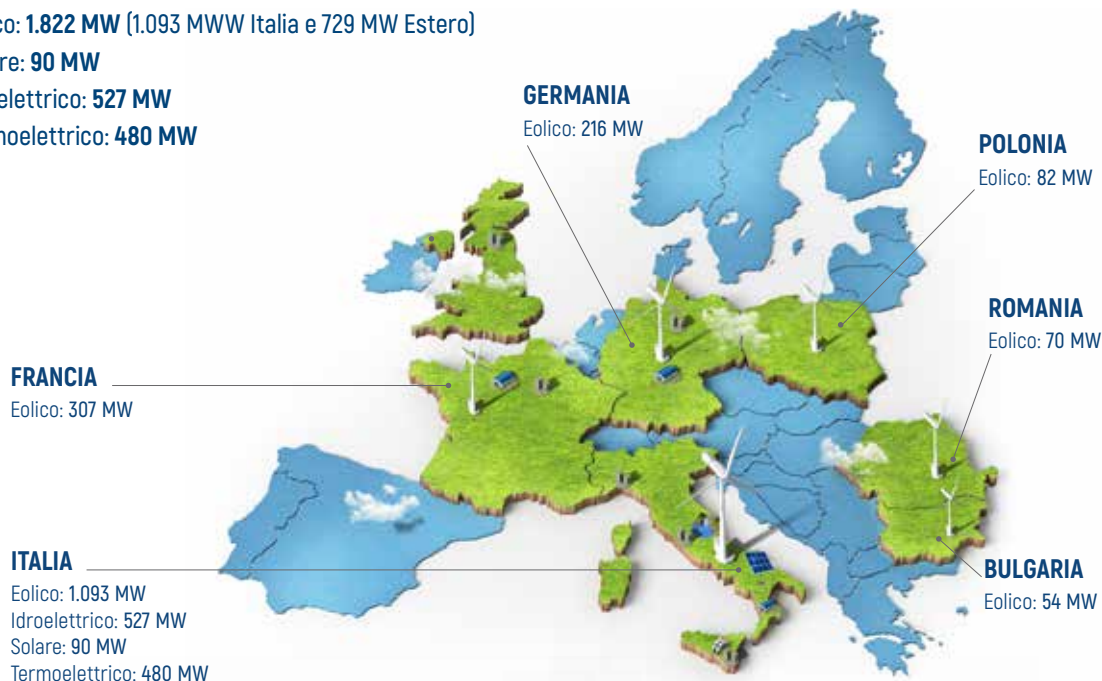 co: 1.822 MW (1.093 MWW Italia e 729 MW Estero)
re: 90 MW
elettrico: 527 MW
moelettrico: 480 MW
GERMANIA
Eolico: 216 MW
POLONIA
Eolico: 82 MW
ROMANIA
Eolico: 70 MW
FRANCIA
Eolico: 307 MW
ITALIA
Eolico: 1.093 MW
Idroelettrico: 527 MW
Solare: 90 MW
Termoelettrico: 480 MW
BULGARIA
Eolico: 54 MW